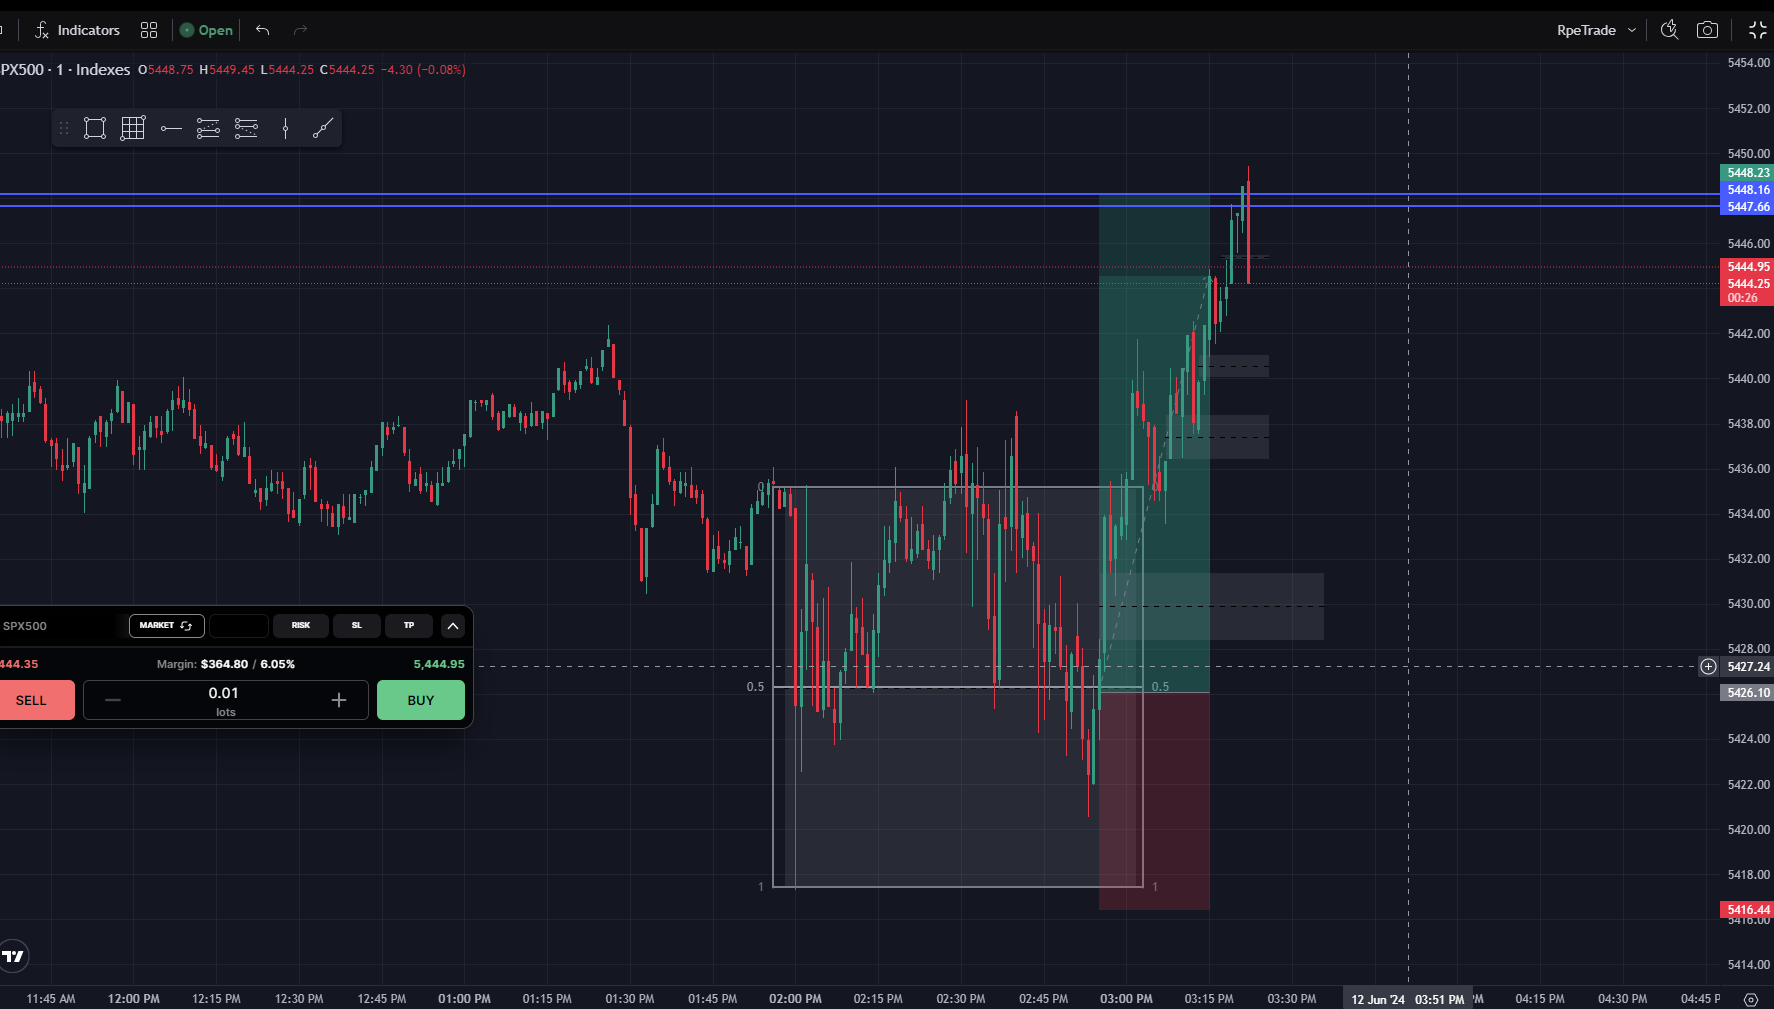 Indicators
Open
RpeTrade
PX500 · 1 · Indexes O5448.75 H5449.45 L5444.25 C5444.25 −4.30 (−0.08%)
5454.00
5452.00
5450.00
5448.23
5448.16
5447.66
5446.00
5444.95
5444.25
00:26
5442.00
5440.00
5438.00
5436.00
5434.00
5432.00
5430.00
5428.00
5427.24
5426.10
5424.00
5422.00
5420.00
5418.00
5416.44
5416.00
5414.00
0
0.5
0.5
1
1
SPX500
MARKET
RISK
SL
TP
444.35
Margin: $364.80 / 6.05%
5,444.95
SELL
0.01
lots
BUY
11:45 AM
12:00 PM
12:15 PM
12:30 PM
12:45 PM
01:00 PM
01:15 PM
01:30 PM
01:45 PM
02:00 PM
02:15 PM
02:30 PM
02:45 PM
03:00 PM
03:15 PM
03:30 PM
12 Jun '24 03:51 PM
04:15 PM
04:30 PM
04:45 P